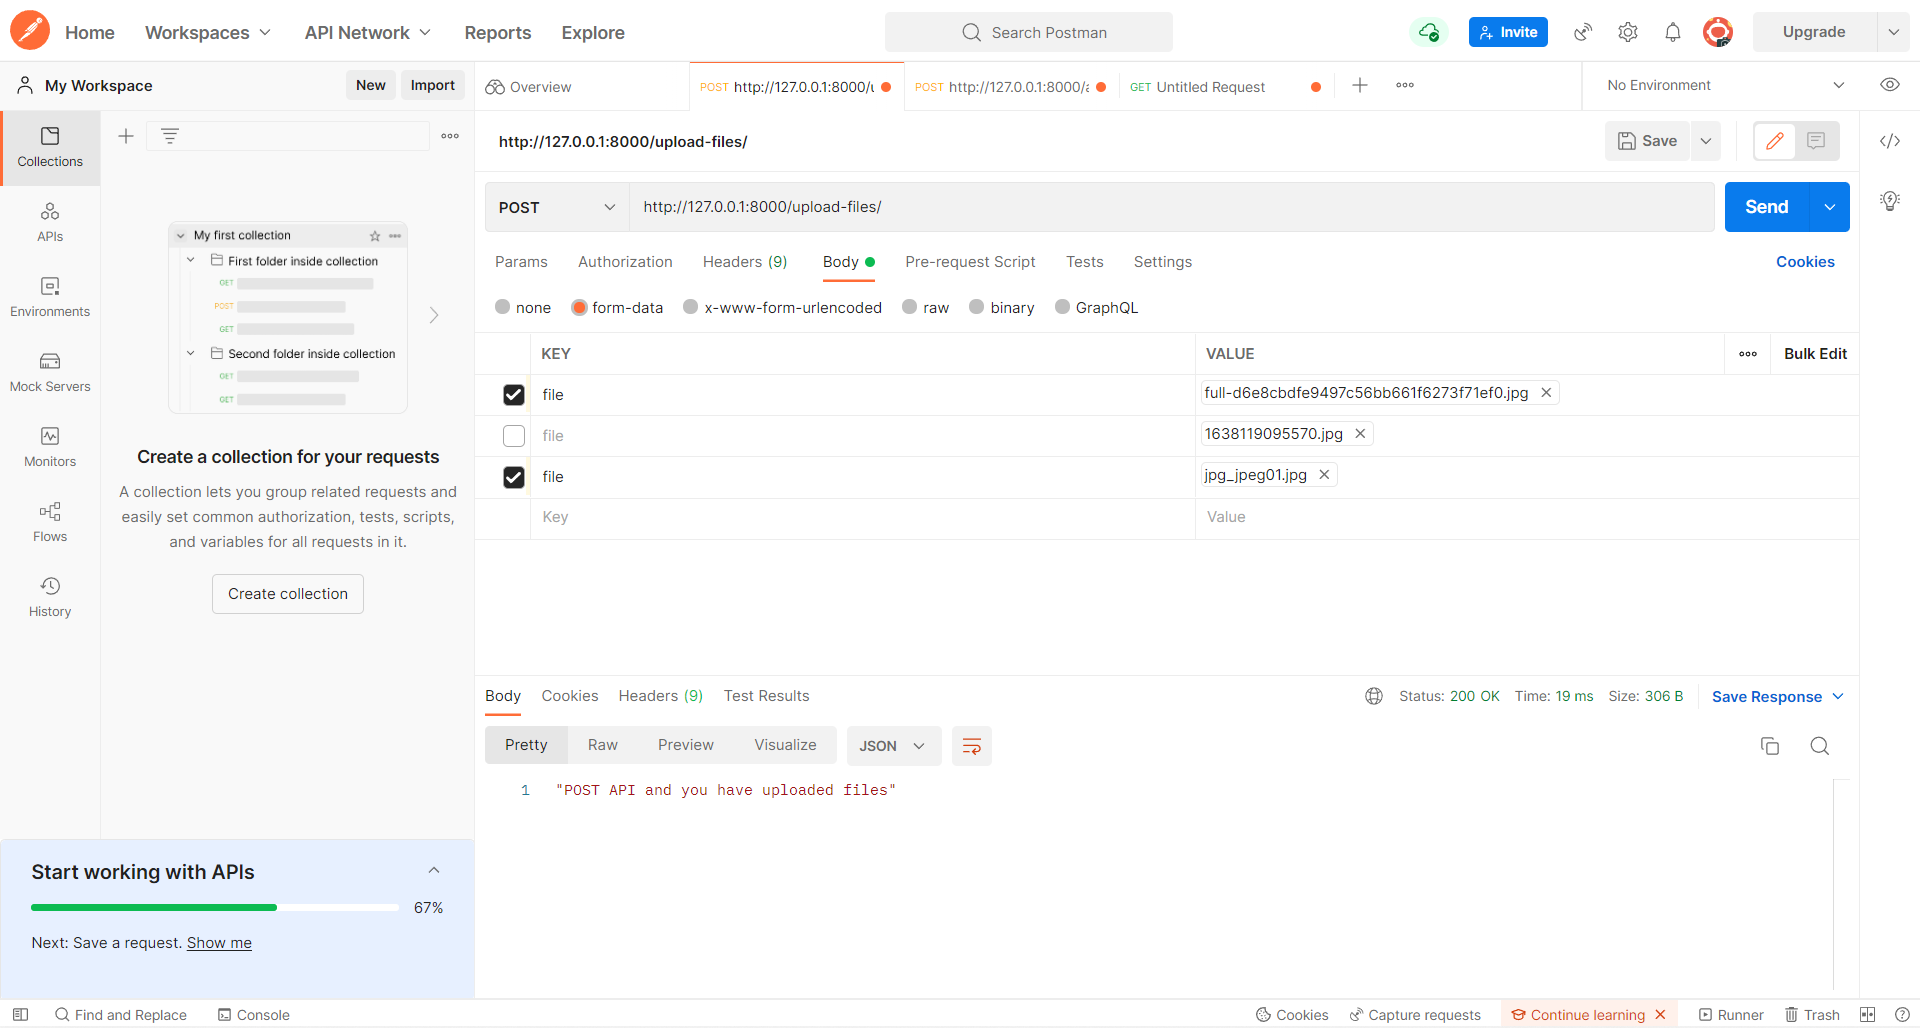 Home Workspaces API Network Reports Explore Search Postman Invite Upgrade
My Workspace New Import
Overview POST http://127.0.0.1:8000/u POST http://127.0.0.1:8000/a GET Untitled Request No Environment
Collections
APIs
Environments
Mock Servers
Monitors
Flows
History
My first collection
First folder inside collection
GET
POST
GET
Second folder inside collection
GET
GET
Create a collection for your requests
A collection lets you group related requests and
easily set common authorization, tests, scripts,
and variables for all requests in it.
Create collection
Start working with APIs
67%
Next: Save a request. Show me
http://127.0.0.1:8000/upload-files/ Save
POST http://127.0.0.1:8000/upload-files/ Send
Params Authorization Headers (9) Body Pre-request Script Tests Settings Cookies
none form-data x-www-form-urlencoded raw binary GraphQL
KEY VALUE Bulk Edit
file full-d6e8cbdfe9497c56bb661f6273f71ef0.jpg
file 1638119095570.jpg
file jpg_jpeg01.jpg
Key Value
Body Cookies Headers (9) Test Results Status: 200 OK Time: 19 ms Size: 306 B Save Response
Pretty Raw Preview Visualize JSON
1 "POST API and you have uploaded files"
Find and Replace Console Cookies Capture requests Continue learning Runner Trash